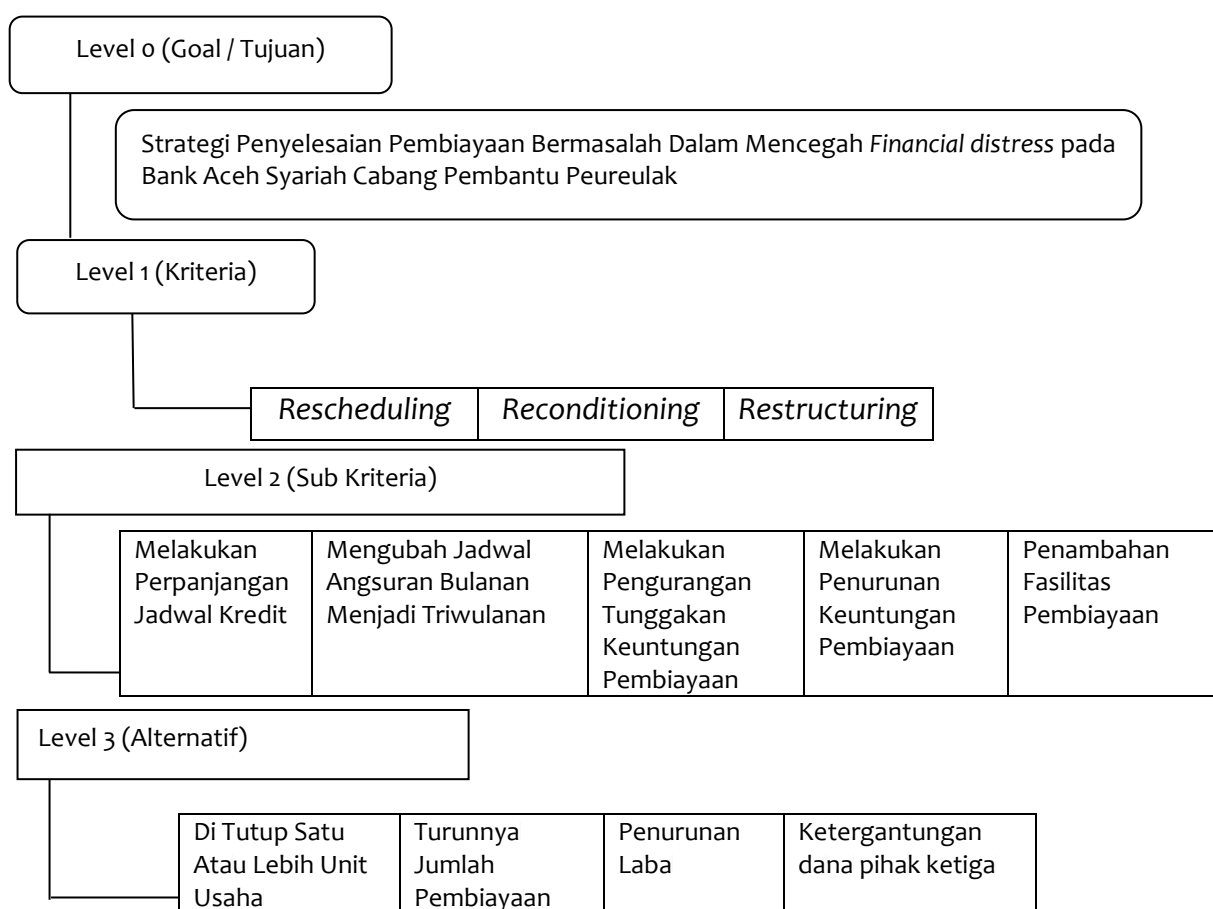 Level 0 (Goal / Tujuan)
Strategi Penyelesaian Pembiayaan Bermasalah Dalam Mencegah Financial distress pada
Bank Aceh Syariah Cabang Pembantu Peureulak
Level 1 (Kriteria)
Rescheduling Reconditioning Restructuring
Level 2 (Sub Kriteria)
Melakukan
Perpanjangan
Jadwal Kredit
Mengubah Jadwal
Angsuran Bulanan
Menjadi Triwulanan
Melakukan
Pengurangan
Tunggakan
Keuntungan
Pembiayaan
Melakukan
Penurunan
Keuntungan
Pembiayaan
Penambahan
Fasilitas
Pembiayaan
Level 3 (Alternatif)
Di Tutup Satu
Atau Lebih Unit
Usaha
Turunnya
Jumlah
Pembiayaan
Penurunan
Laba
Ketergantungan
dana pihak ketiga